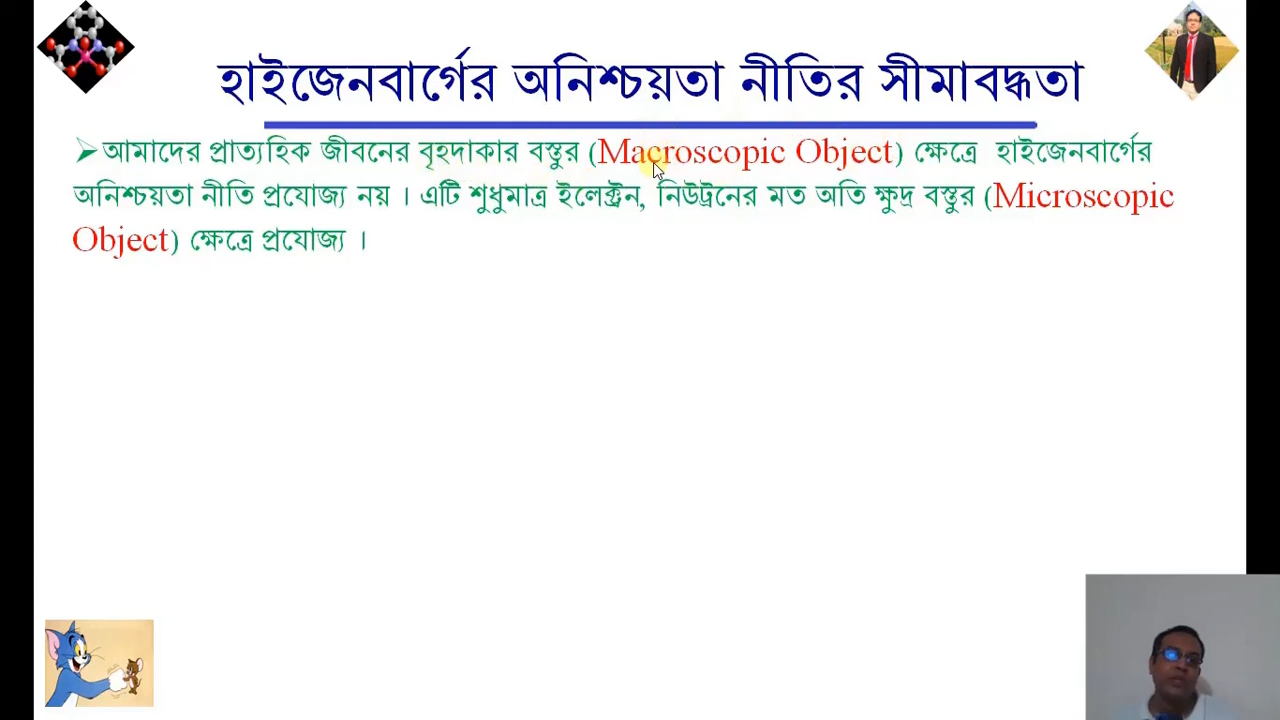 হাইজেনবার্গের অনিশ্চয়তা নীতির সীমাবদ্ধতা
➢আমাদের প্রাত্যহিক জীবনের বৃহদাকার বস্তুর (Macroscopic Object) ক্ষেত্রে হাইজেনবার্গের
অনিশ্চয়তা নীতি প্রযোজ্য নয় । এটি শুধুমাত্র ইলেক্ট্রন, নিউট্রনের মত অতি ক্ষুদ্র বস্তুর (Microscopic
Object) ক্ষেত্রে প্রযোজ্য ।